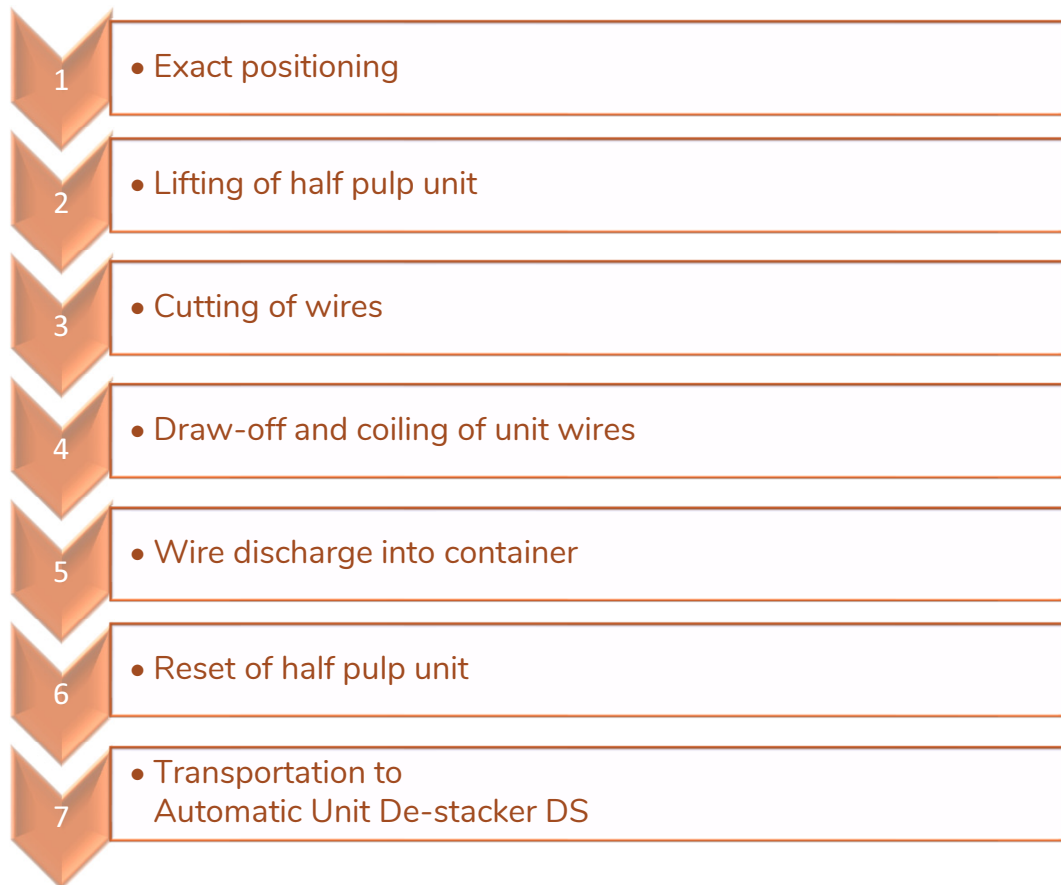 1
• Exact positioning
2
• Lifting of half pulp unit
3
• Cutting of wires
4
• Draw-off and coiling of unit wires
5
• Wire discharge into container
6
• Reset of half pulp unit
7
• Transportation to
Automatic Unit De-stacker DS